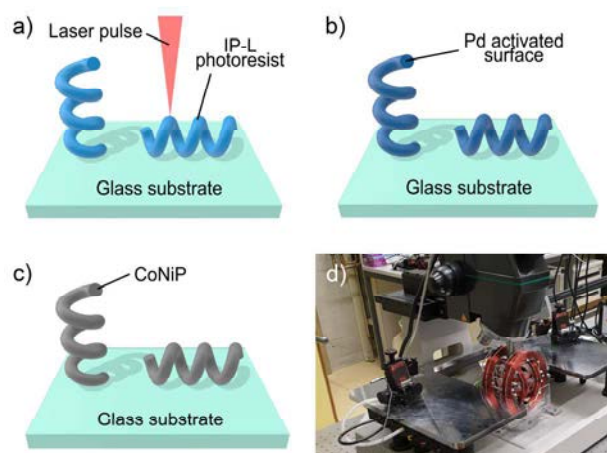 a)
Laser pulse
IP-L
photoresist
Glass substrate
b)
Pd activated
surface
Glass substrate
c)
CoNiP
Glass substrate
d)